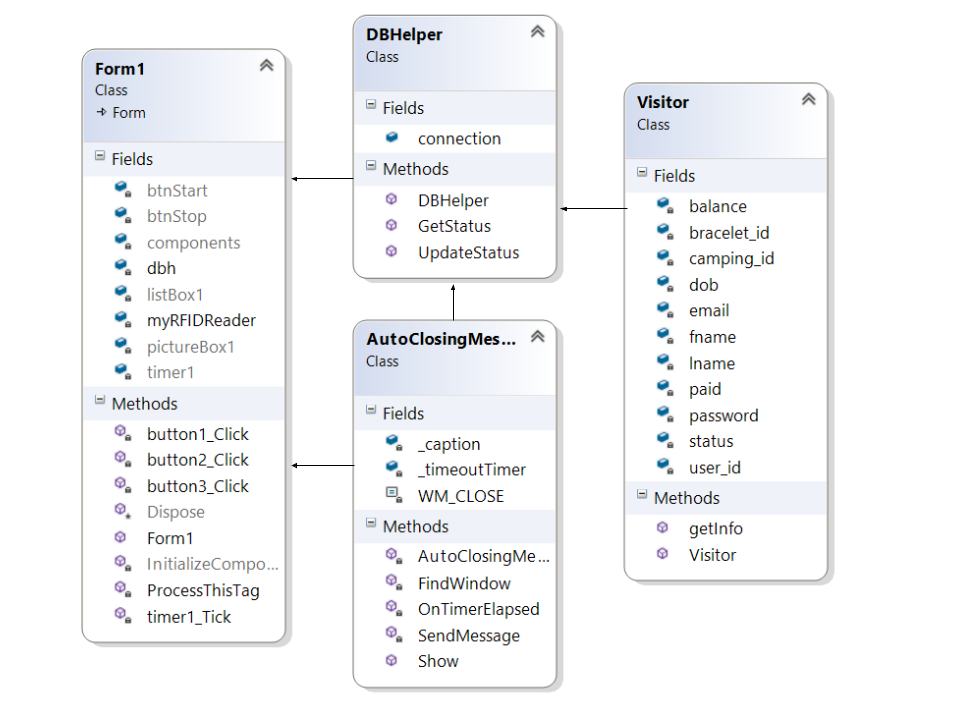 Form1
Class
Form
Fields
btnStart
btnStop
components
dbh
listBox1
myRFIDReader
pictureBox1
timer1
Methods
button1_Click
button2_Click
button3_Click
Dispose
Form1
InitializeCompo...
ProcessThisTag
timer1_Tick
DBHelper
Class
Fields
connection
Methods
DBHelper
GetStatus
UpdateStatus
AutoClosingMes...
Class
Fields
_caption
_timeoutTimer
WM_CLOSE
Methods
AutoClosingMe...
FindWindow
OnTimerElapsed
SendMessage
Show
Visitor
Class
Fields
balance
bracelet_id
camping_id
dob
email
fname
lname
paid
password
status
user_id
Methods
getInfo
Visitor